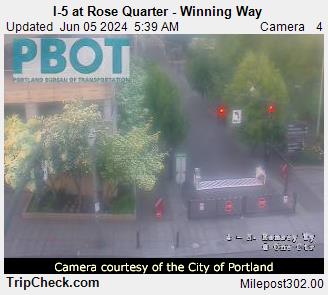 I-5 at Rose Quarter - Winning Way
Updated Jun 05 2024 5:39 AM Camera 4
PBOT
PORTLAND BUREAU OF TRANSPORTATION
Camera courtesy of the City of Portland
TripCheck.com Milepost302.00